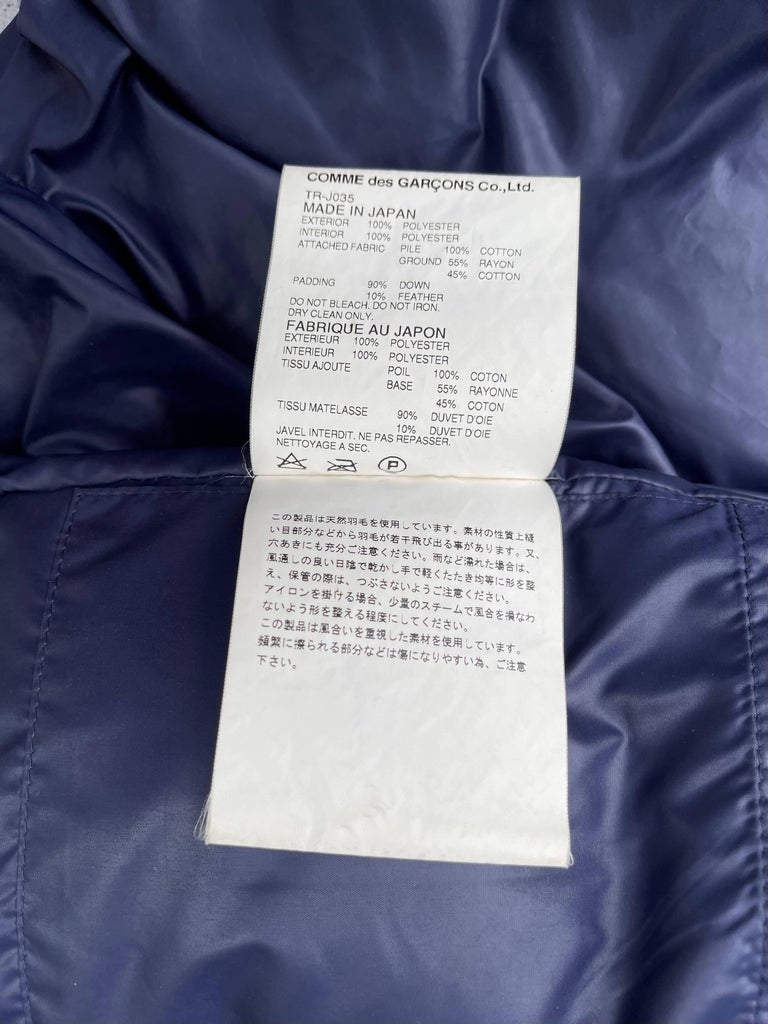 COMME des GARÇONS Co.,Ltd.
TR-J035
MADE IN JAPAN
EXTERIOR 100% POLYESTER
INTERIOR 100% POLYESTER
ATTACHED FABRIC PILE 100% COTTON
GROUND 55% RAYON
45% COTTON
PADDING 90% DOWN
10% FEATHER
DO NOT BLEACH. DO NOT IRON.
DRY CLEAN ONLY.
FABRIQUE AU JAPON
EXTERIEUR 100% POLYESTER
INTERIEUR 100% POLYESTER
TISSU AJOUTE POIL 100% COTON
BASE 55% RAYONNE
45% COTON
TISSU MATELASSE 90% DUVET D'OIE
10% DUVET D'OIE
JAVEL INTERDIT. NE PAS REPASSER.
NETTOYAGE A SEC.
P
この製品は天然羽毛を使用しています。素材の性質上縫
い目部分などから羽毛が若干飛び出る事があります。又、
穴あきにも充分ご注意ください。雨など濡れた場合は、
風通しの良い日陰で乾かし手で軽くたたき均等に形を整
え、保管の際は、つぶさないようご注意ください。
アイロンを掛ける場合、少量のスチームで風合を損なわ
ないよう形を整える程度にしてください。
この製品は風合いを重視した素材を使用しています。
頻繁に擦られる部分などは傷になりやすい為、ご注意
下さい。